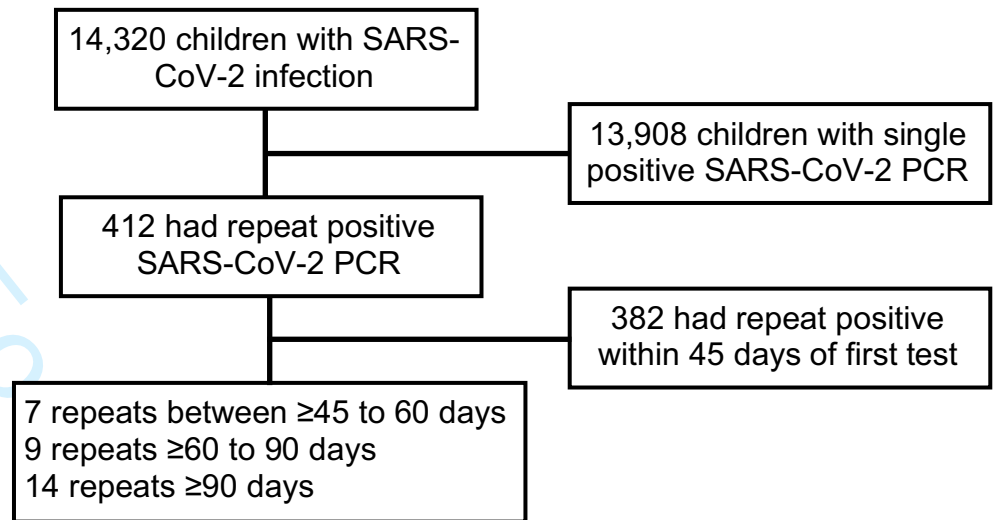 14,320 children with SARS-
CoV-2 infection
13,908 children with single
positive SARS-CoV-2 PCR
412 had repeat positive
SARS-CoV-2 PCR
382 had repeat positive
within 45 days of first test
7 repeats between ≥45 to 60 days
9 repeats ≥60 to 90 days
14 repeats ≥90 days